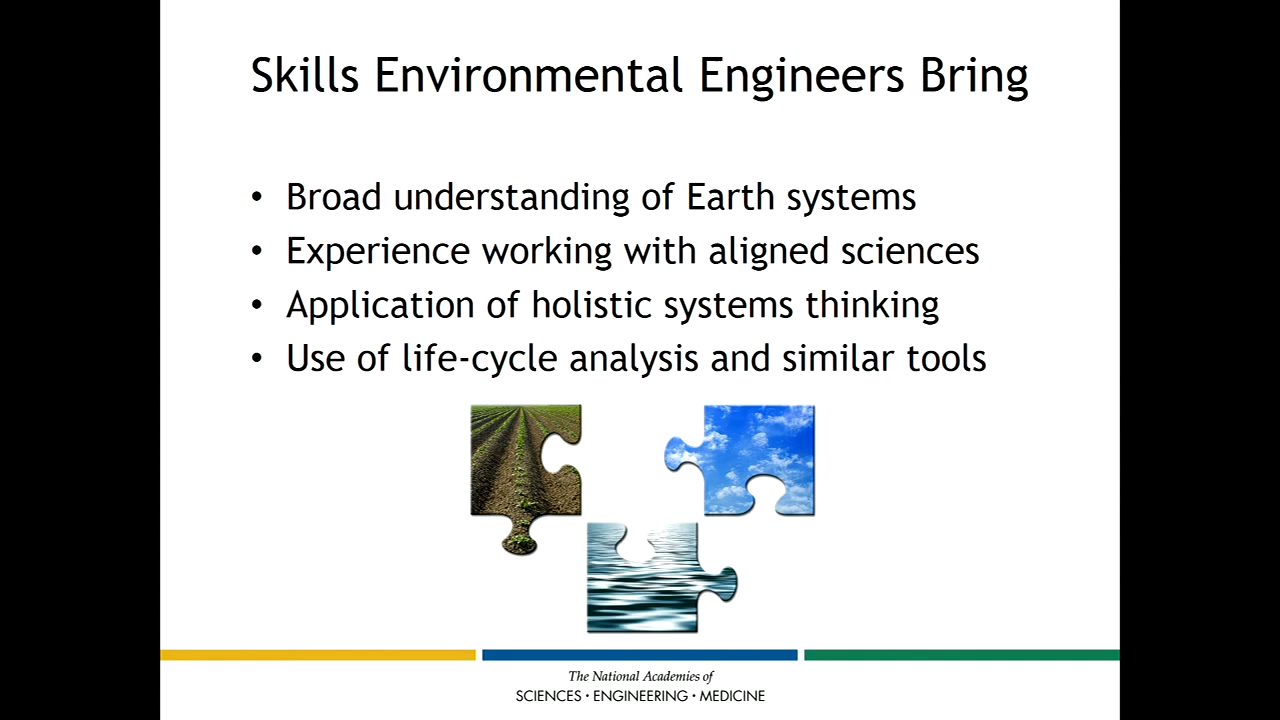 Skills Environmental Engineers Bring
• Broad understanding of Earth systems
• Experience working with aligned sciences
• Application of holistic systems thinking
• Use of life-cycle analysis and similar tools
The National Academies of
SCIENCES · ENGINEERING · MEDICINE